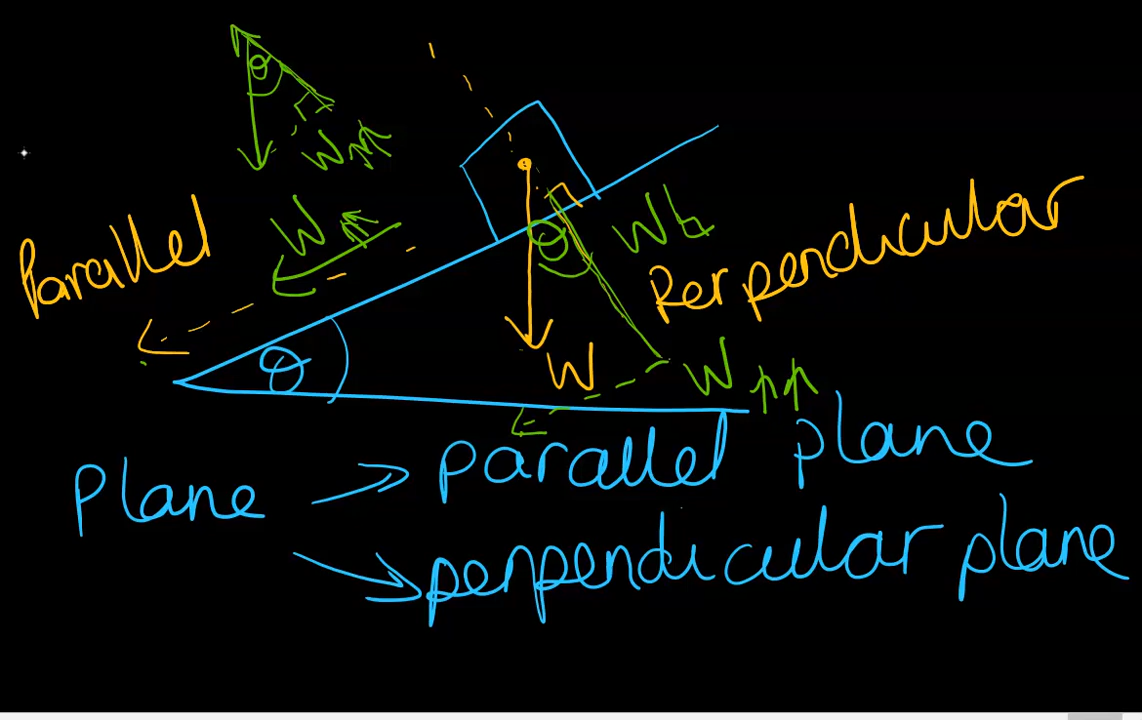 θ
W
Parallel
W
θ
W
Perpendicular
θ
W
W
Plane → parallel plane
→ perpendicular plane